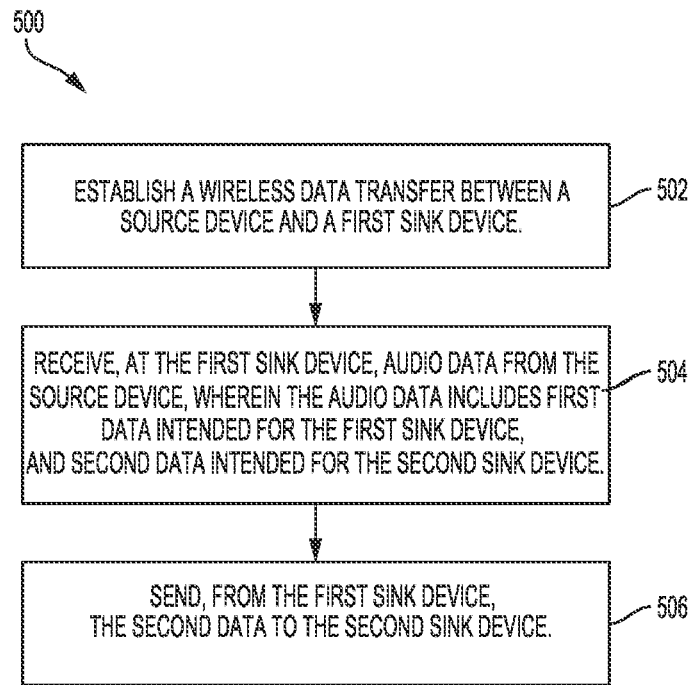 500
ESTABLISH A WIRELESS DATA TRANSFER BETWEEN A
SOURCE DEVICE AND A FIRST SINK DEVICE.
502
RECEIVE, AT THE FIRST SINK DEVICE, AUDIO DATA FROM THE
SOURCE DEVICE, WHEREIN THE AUDIO DATA INCLUDES FIRST
DATA INTENDED FOR THE FIRST SINK DEVICE,
AND SECOND DATA INTENDED FOR THE SECOND SINK DEVICE.
504
SEND, FROM THE FIRST SINK DEVICE,
THE SECOND DATA TO THE SECOND SINK DEVICE.
506